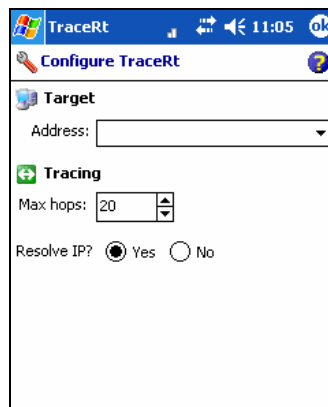 TraceRt 11:05 ok
Configure TraceRt ?
Target
Address:
Tracing
Max hops: 20
Resolve IP? Yes No